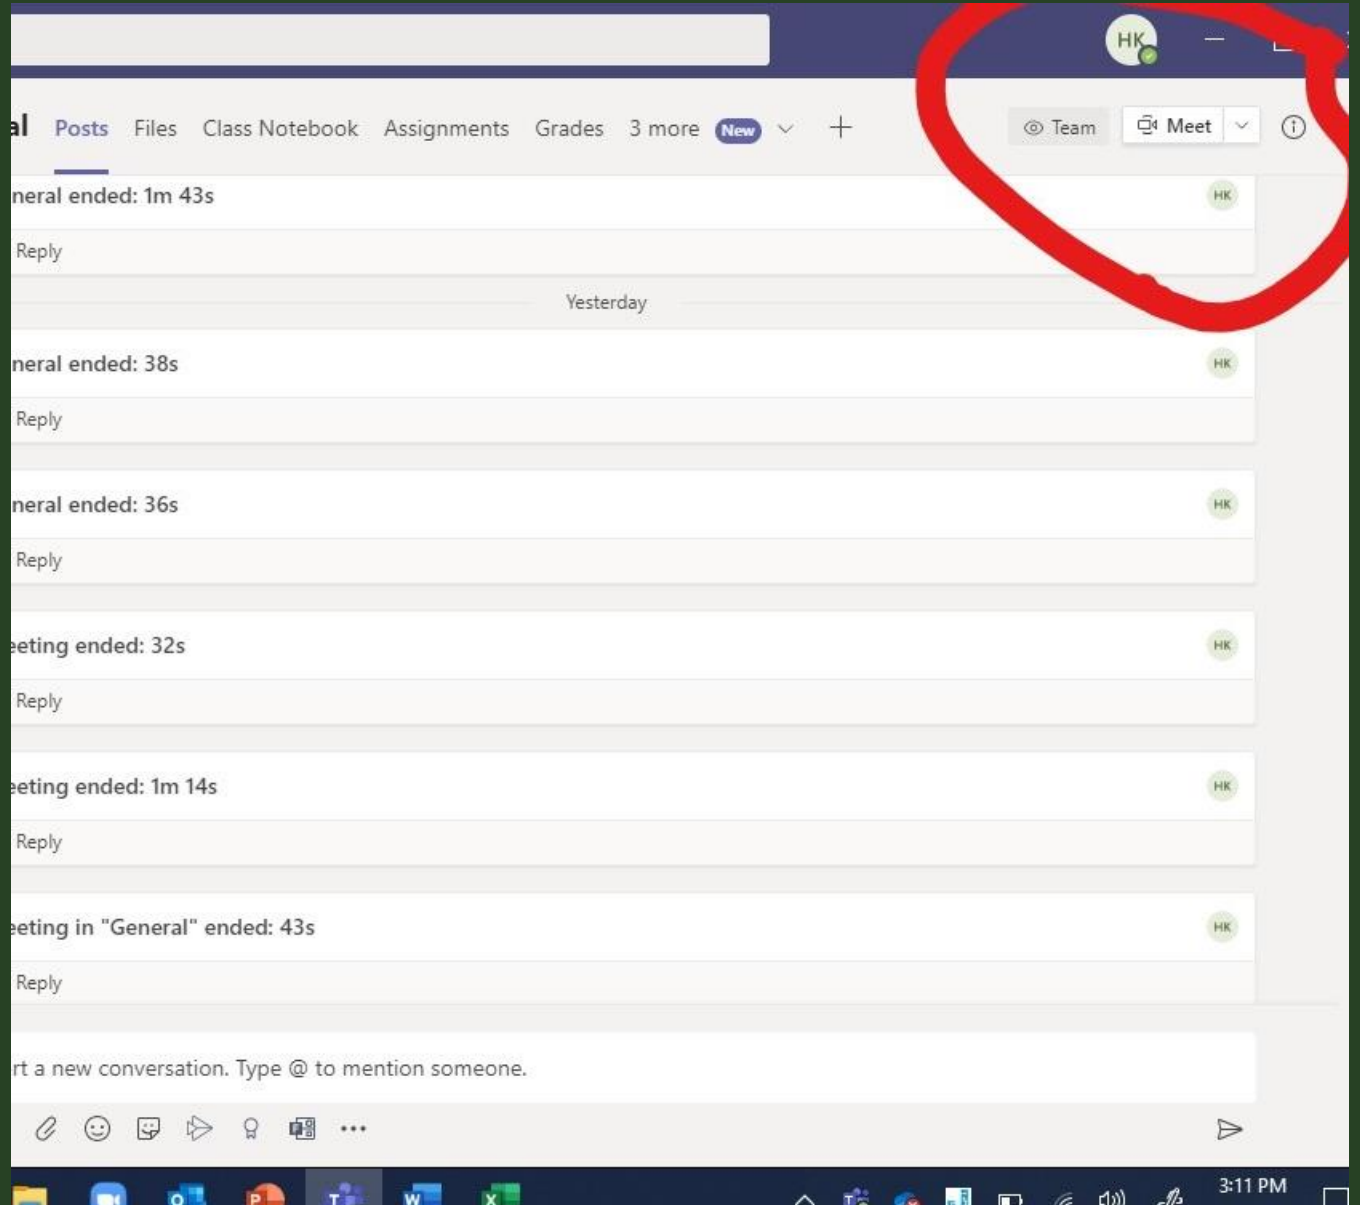 HK
al Posts Files Class Notebook Assignments Grades 3 more New Team Meet
neral ended: 1m 43s HK
Reply
Yesterday
neral ended: 38s HK
Reply
neral ended: 36s HK
Reply
eeting ended: 32s HK
Reply
eeting ended: 1m 14s HK
Reply
eeting in "General" ended: 43s HK
Reply
rt a new conversation. Type @ to mention someone.
3:11 PM